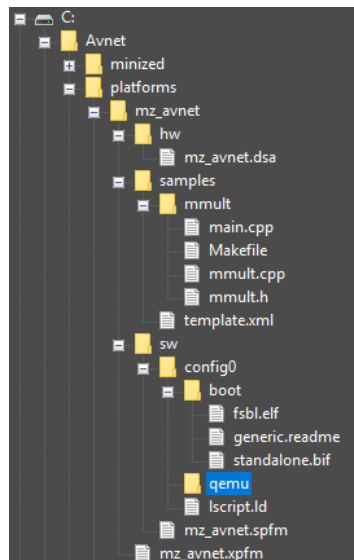 C:
Avnet
minized
platforms
mz_avnet
hw
mz_avnet.dsa
samples
mmult
main.cpp
Makefile
mmult.cpp
mmult.h
template.xml
sw
config0
boot
fsbl.elf
generic.readme
standalone.bif
qemu
lscript.ld
mz_avnet.spfm
mz_avnet.xpfm